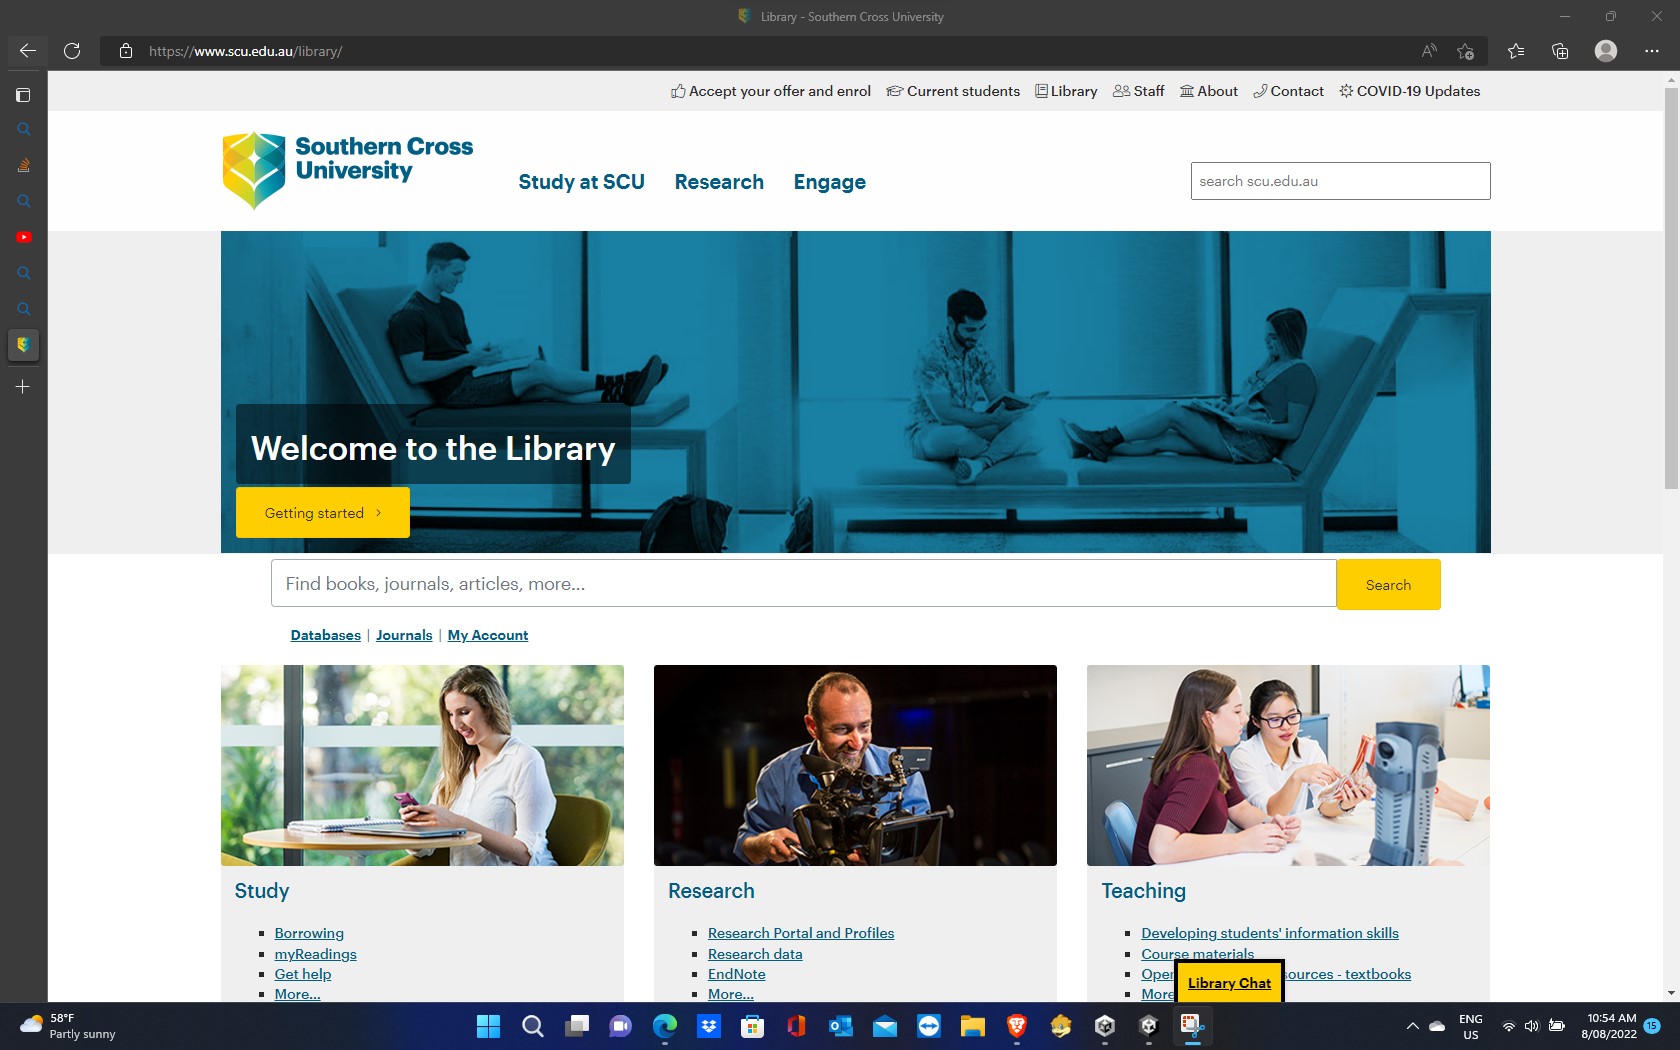 Library - Southern Cross University
https://www.scu.edu.au/library/
Accept your offer and enrol Current students Library Staff About Contact COVID-19 Updates
Southern Cross
University
Study at SCU Research Engage
search scu.edu.au
Welcome to the Library
Getting started
Find books, journals, articles, more...
Search
Databases | Journals | My Account
Study
Borrowing
myReadings
Get help
More...
Research
Research Portal and Profiles
Research data
EndNote
More...
Teaching
Developing students' information skills
Course materials
Open sources - textbooks
More
Library Chat
58°F
Partly sunny
ENG
US
10:54 AM
8/08/2022
15